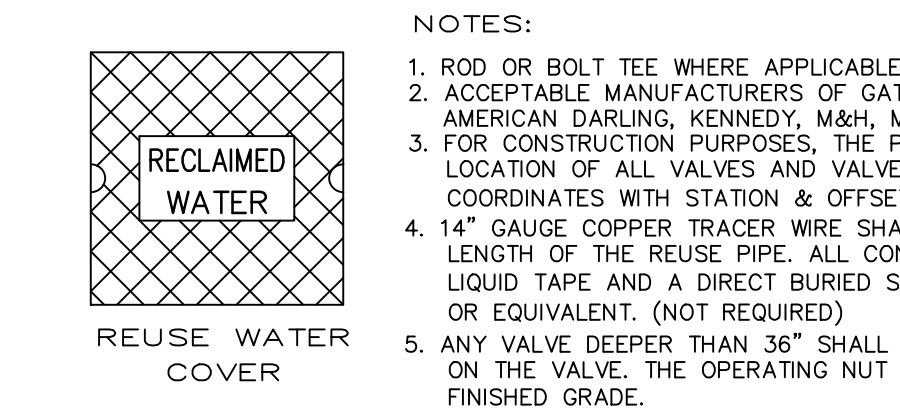 RECLAIMED
WATER
REUSE WATER
COVER
NOTES:
1. ROD OR BOLT TEE WHERE APPLICABLE
2. ACCEPTABLE MANUFACTURERS OF GAT
AMERICAN DARLING, KENNEDY, M&H, M
3. FOR CONSTRUCTION PURPOSES, THE P
LOCATION OF ALL VALVES AND VALVE
COORDINATES WITH STATION & OFFSE
4. 14" GAUGE COPPER TRACER WIRE SHA
LENGTH OF THE REUSE PIPE. ALL CON
LIQUID TAPE AND A DIRECT BURIED S
OR EQUIVALENT. (NOT REQUIRED)
5. ANY VALVE DEEPER THAN 36" SHALL
ON THE VALVE. THE OPERATING NUT
FINISHED GRADE.